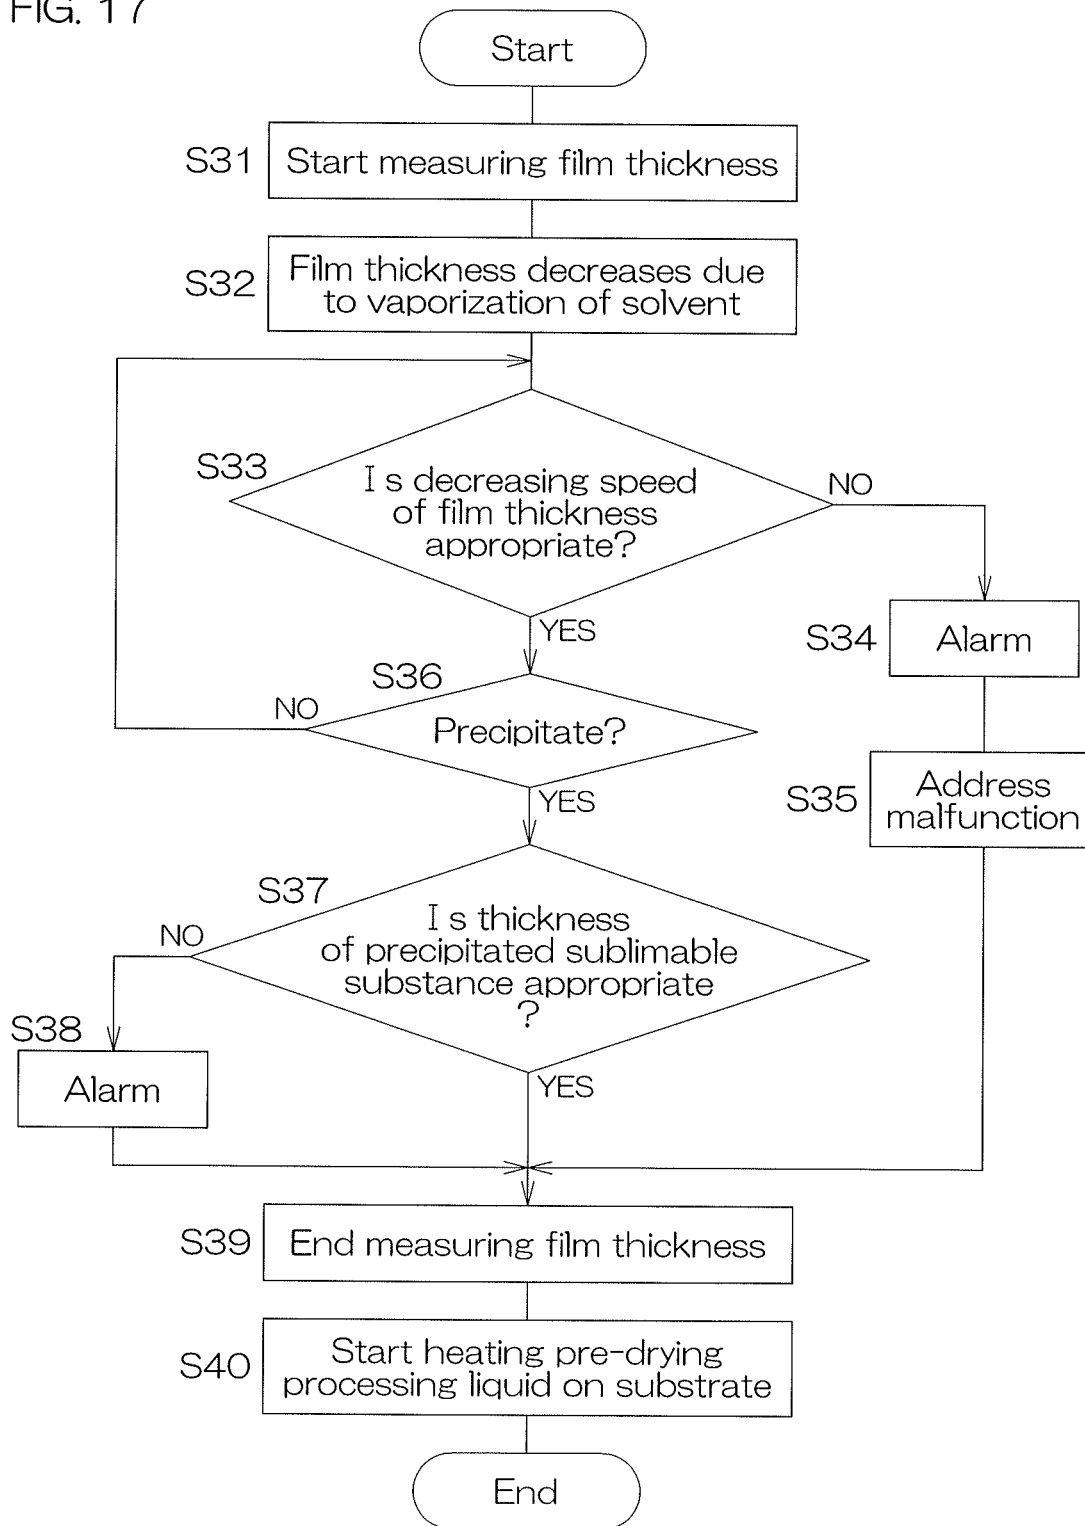 FIG. 17
Start
S31
Start measuring film thickness
S32
Film thickness decreases due
to vaporization of solvent
S33
Is decreasing speed
of film thickness
appropriate?
NO
YES
S34
Alarm
S36
NO
Precipitate?
YES
S35
Address
malfunction
S37
NO
Is thickness
of precipitated sublimable
substance appropriate
?
YES
S38
Alarm
S39
End measuring film thickness
S40
Start heating pre-drying
processing liquid on substrate
End